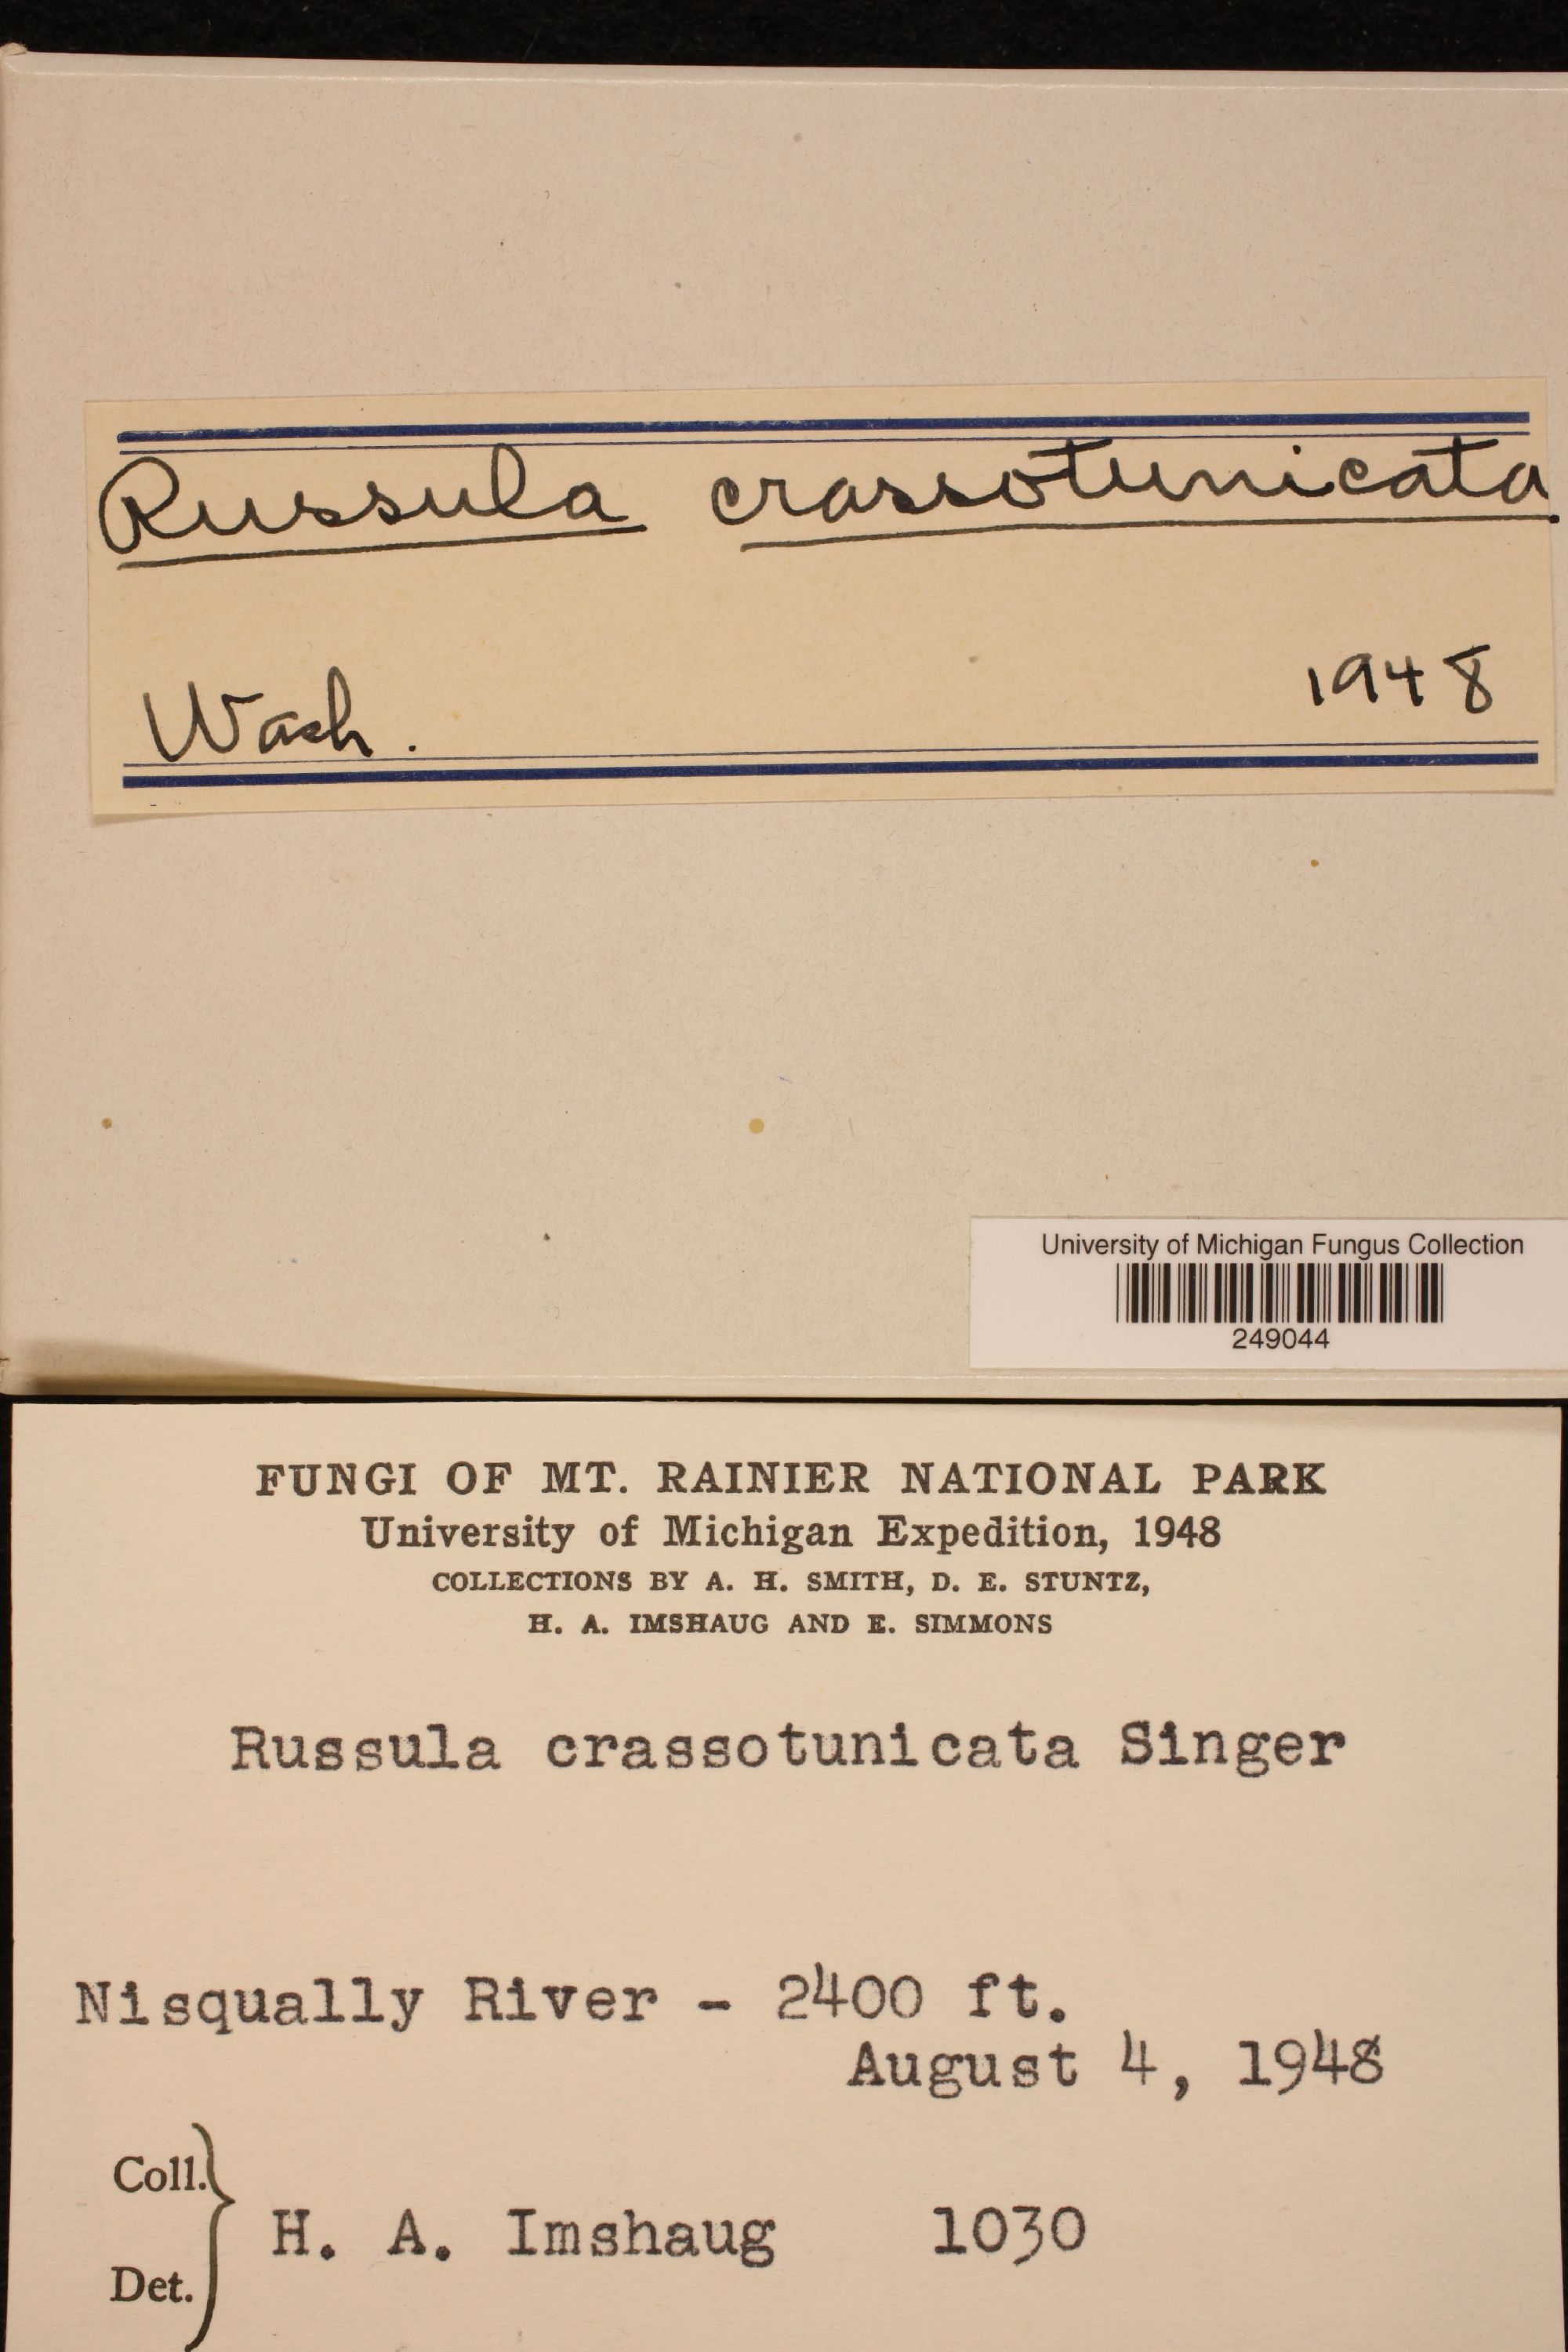 Russula crassotunicata
Wash. 1948
University of Michigan Fungus Collection
249044
FUNGI OF MT. RAINIER NATIONAL PARK
University of Michigan Expedition, 1948
COLLECTIONS BY A. H. SMITH, D. E. STUNTZ,
H. A. IMSHAUG AND E. SIMMONS
Russula crassotunicata Singer
Nisqually River - 2400 ft.
August 4, 1948
Coll.
H. A. Imshaug 1030
Det.